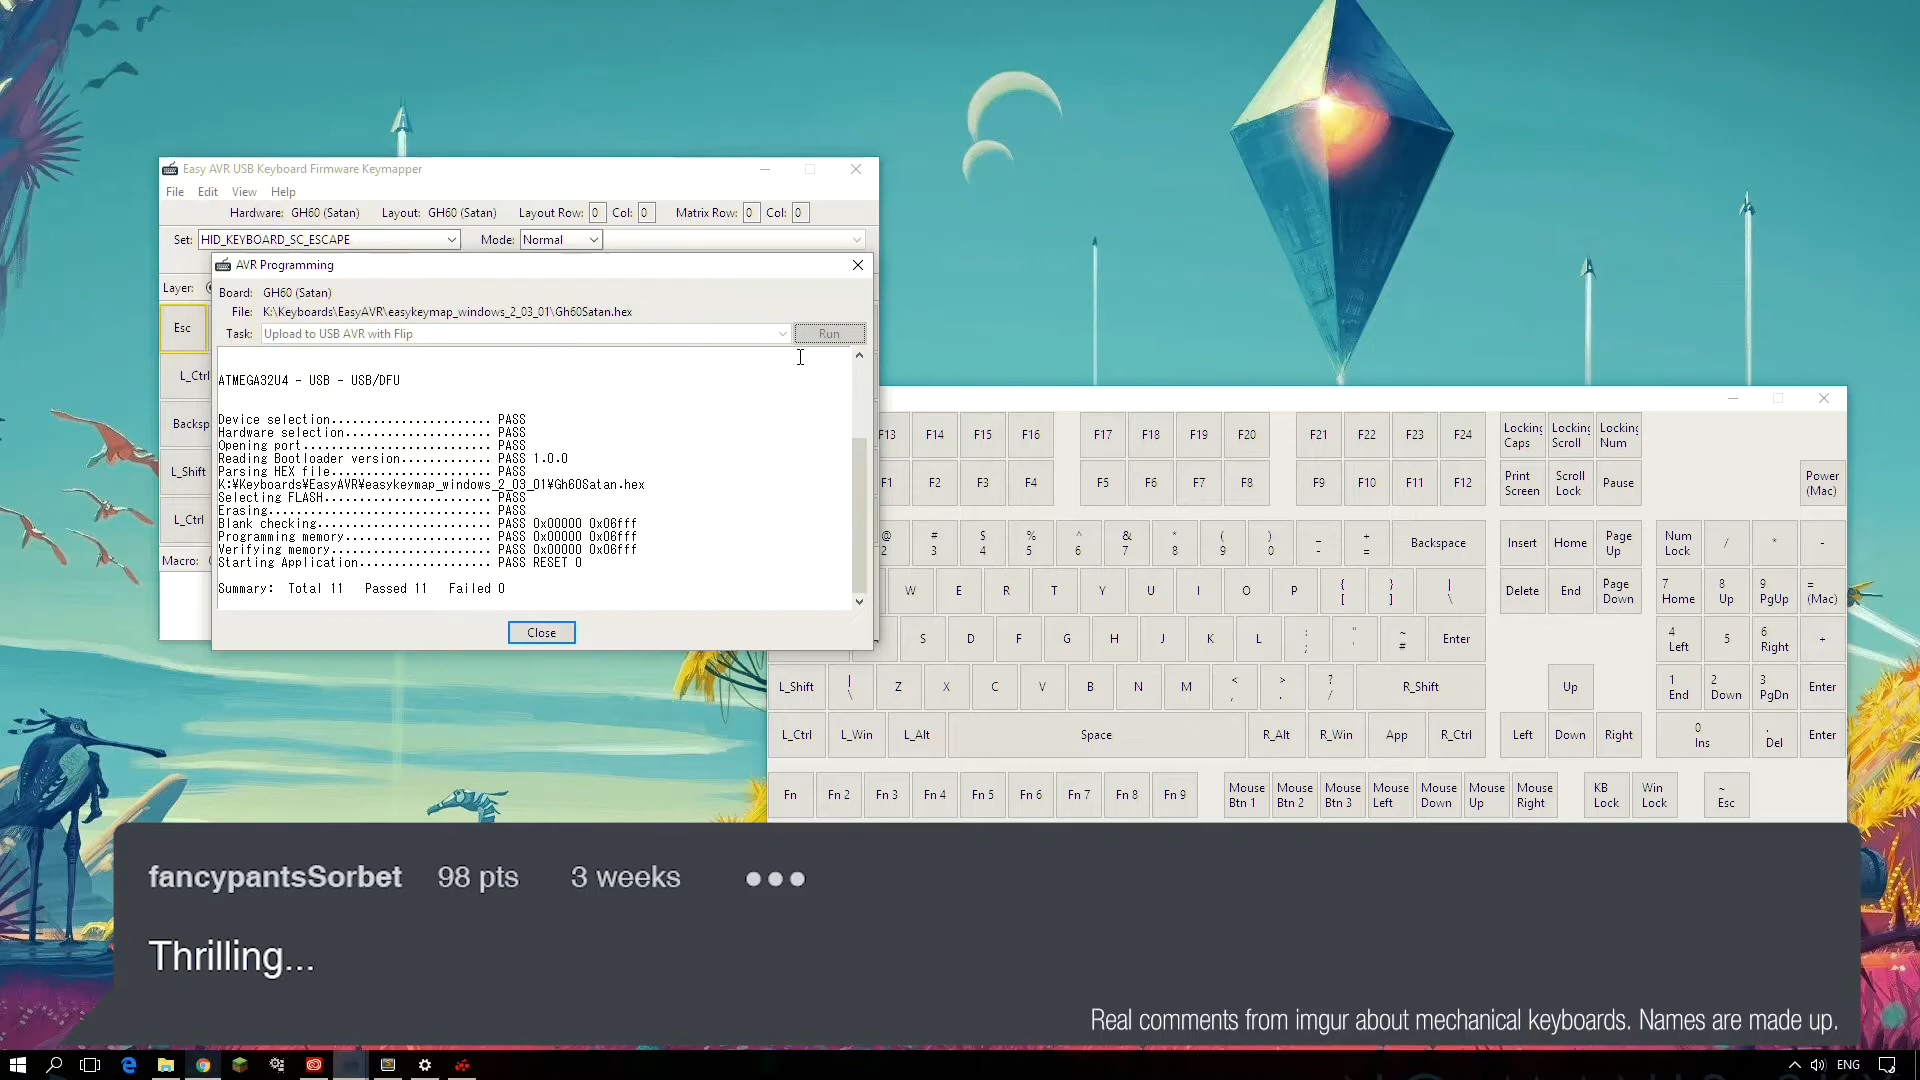 Easy AVR USB Keyboard Firmware Keymapper
File Edit View Help
Hardware: GH60 (Satan) Layout: GH60 (Satan) Layout Row: 0 Col: 0 Matrix Row: 0 Col: 0
Set: HID_KEYBOARD_SC_ESCAPE Mode: Normal
Layer:
Esc
L_Ctrl
Backsp
L_Shift
L_Ctrl
Macro:
AVR Programming
Board: GH60 (Satan)
File: K:\Keyboards\EasyAVR\easykeymap_windows_2_03_01\Gh60Satan.hex
Task: Upload to USB AVR with Flip Run
ATMEGA32U4 - USB - USB/DFU
Device selection....................... PASS
Hardware selection..................... PASS
Opening port........................... PASS
Reading Bootloader version............. PASS 1.0.0
Parsing HEX file....................... PASS
K:¥Keyboards¥EasyAVR¥easykeymap_windows_2_03_01¥Gh60Satan.hex
Selecting FLASH........................ PASS
Erasing................................ PASS
Blank checking......................... PASS 0x00000 0x06fff
Programming memory..................... PASS 0x00000 0x06fff
Verifying memory....................... PASS 0x00000 0x06fff
Starting Application................... PASS RESET 0
Summary: Total 11 Passed 11 Failed 0
Close
F13 F14 F15 F16 F17 F18 F19 F20 F21 F22 F23 F24 Locking Caps Locking Scroll Locking Num
F1 F2 F3 F4 F5 F6 F7 F8 F9 F10 F11 F12 Print Screen Scroll Lock Pause Power (Mac)
@ 2 # 3 $ 4 % 5 ^ 6 & 7 * 8 ( 9 ) 0 _ - + = Backspace Insert Home Page Up Num Lock / * -
W E R T Y U I O P { [ } ] | \ Delete End Page Down 7 Home 8 Up 9 PgUp = (Mac)
S D F G H J K L : ; " ' ~ # Enter 4 Left 5 6 Right +
L_Shift | \ Z X C V B N M < , > . ? / R_Shift Up 1 End 2 Down 3 PgDn Enter
L_Ctrl L_Win L_Alt Space R_Alt R_Win App R_Ctrl Left Down Right 0 Ins . Del Enter
Fn Fn 2 Fn 3 Fn 4 Fn 5 Fn 6 Fn 7 Fn 8 Fn 9 Mouse Btn 1 Mouse Btn 2 Mouse Btn 3 Mouse Left Mouse Down Mouse Up Mouse Right KB Lock Win Lock ~ Esc
fancypantsSorbet 98 pts 3 weeks
Thrilling...
Real comments from imgur about mechanical keyboards. Names are made up.
ENG